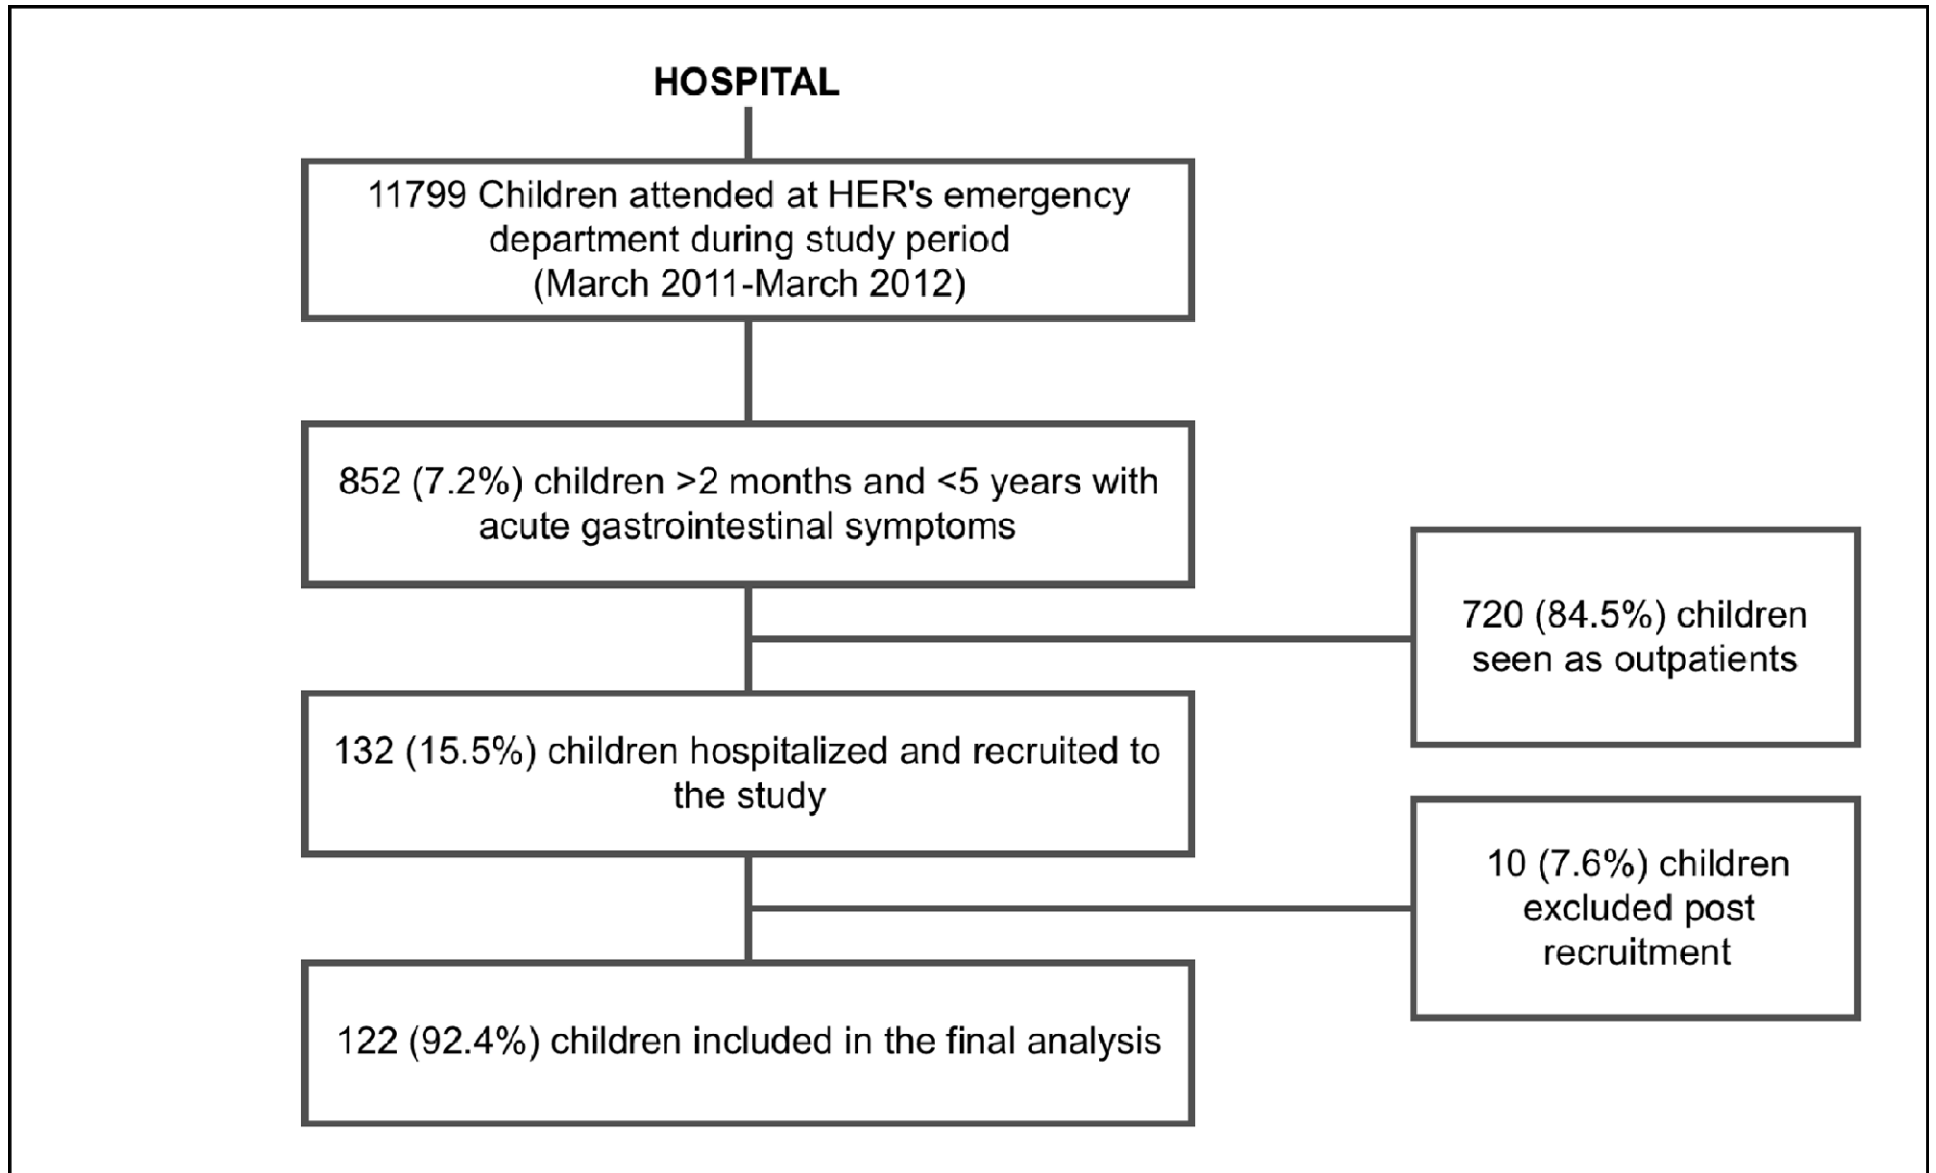 HOSPITAL
11799 Children attended at HER's emergency
department during study period
(March 2011-March 2012)
852 (7.2%) children >2 months and <5 years with
acute gastrointestinal symptoms
720 (84.5%) children
seen as outpatients
132 (15.5%) children hospitalized and recruited to
the study
10 (7.6%) children
excluded post
recruitment
122 (92.4%) children included in the final analysis